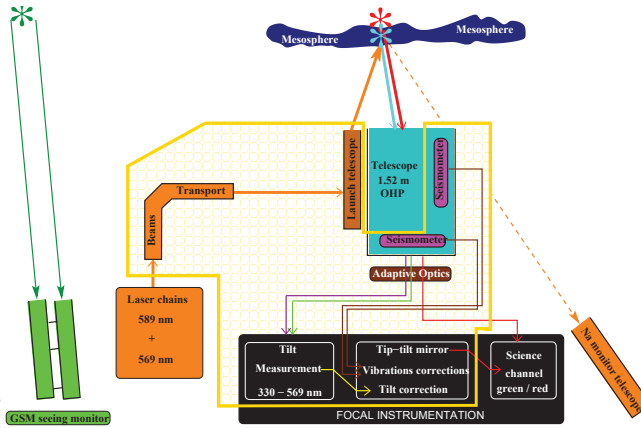 Mesosphere
Mesosphere
Launch telescope
Telescope
1.52 m
OHP
Seismometer
Seismometer
Transport
Beams
Adaptive Optics
Laser chains
589 nm
+
569 nm
Tilt
Measurement
330 − 569 nm
Tip−tilt mirror
Vibrations corrections
Tilt correction
Science
channel
green / red
FOCAL INSTRUMENTATION
Na monitor telescope
GSM seeing monitor